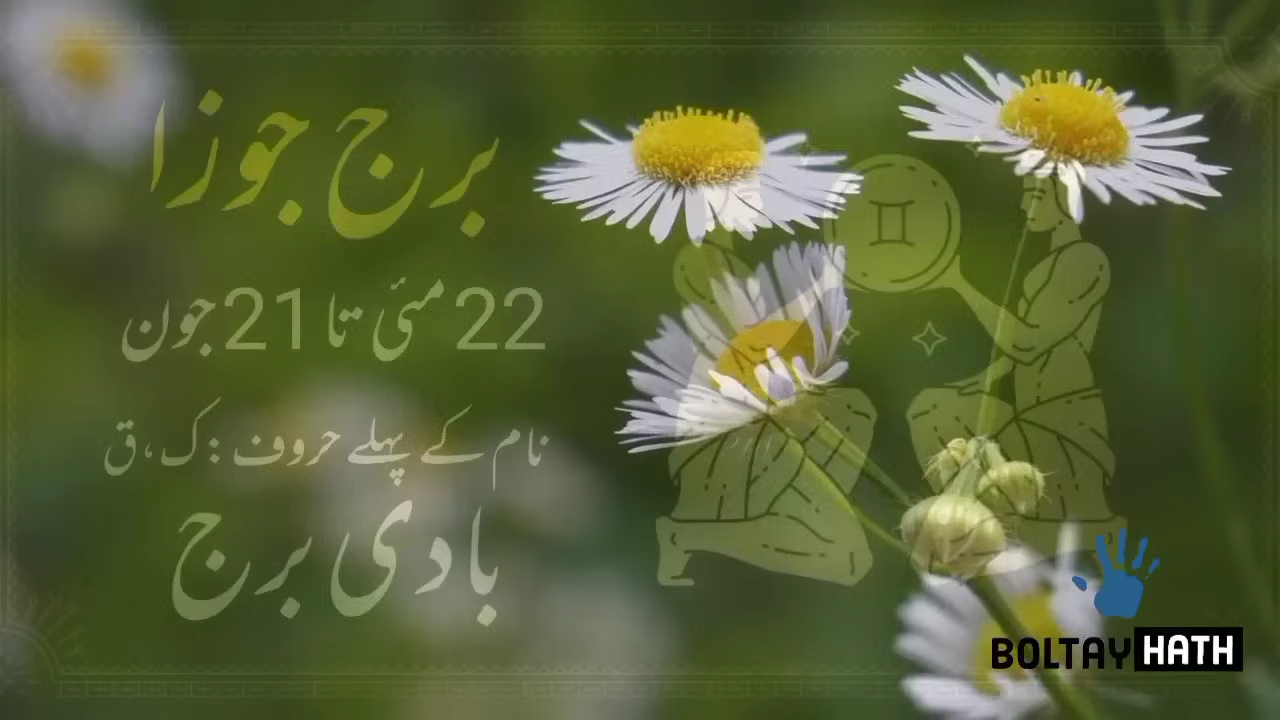 برج جوزا
22 مئی تا 21 جون
نام کے پہلے حروف : ک، ق
بادی برج
BOLTAY HATH